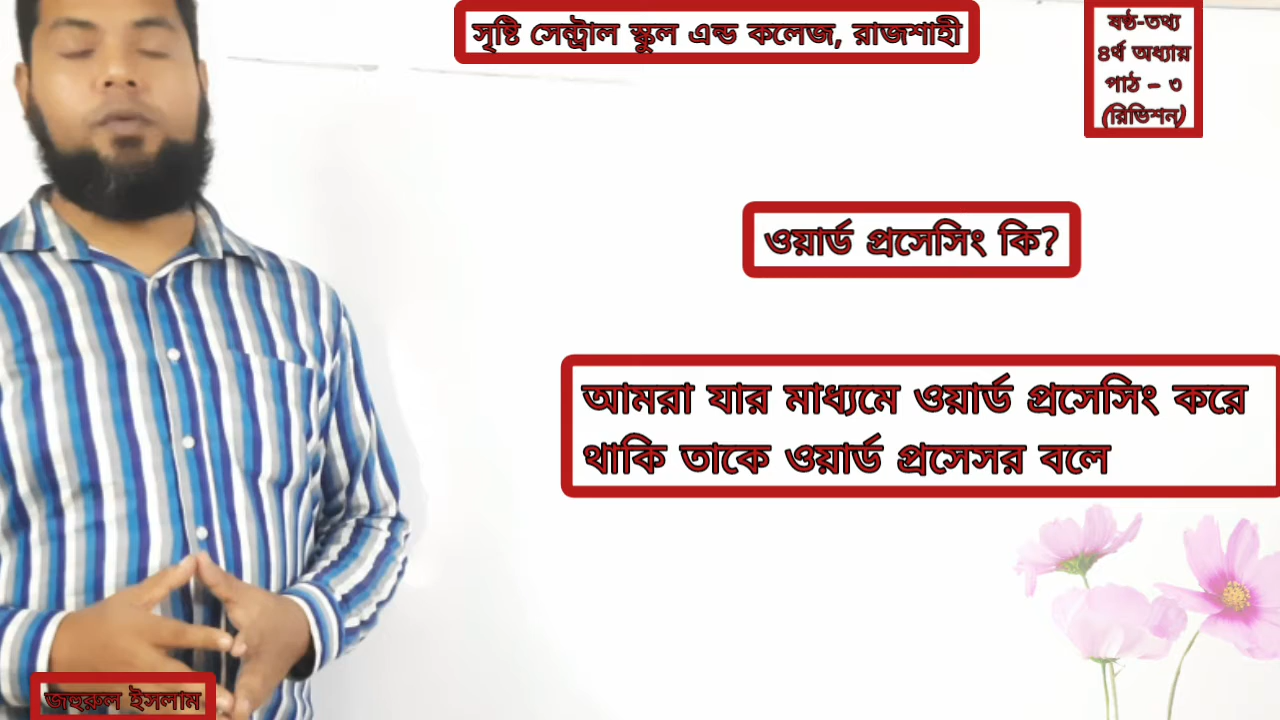 সৃষ্টি সেন্ট্রাল স্কুল এন্ড কলেজ, রাজশাহী
ষষ্ঠ-তথ্য
৪র্থ অধ্যায়
পাঠ – ৩
(রিভিশন)
ওয়ার্ড প্রসেসিং কি?
আমরা যার মাধ্যমে ওয়ার্ড প্রসেসিং করে
থাকি তাকে ওয়ার্ড প্রসেসর বলে
জহুরুল ইসলাম